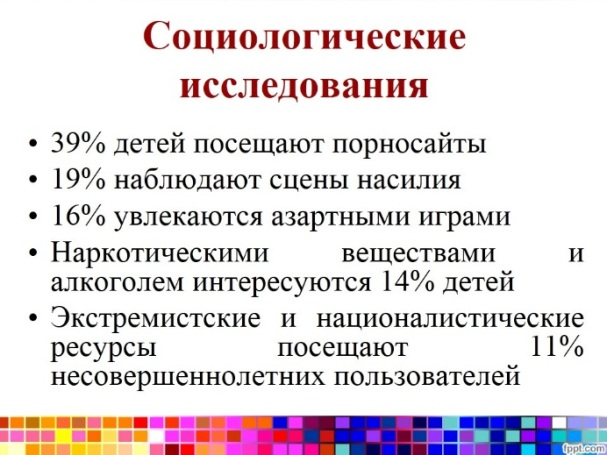 Социологические
исследования
• 39% детей посещают порносайты
• 19% наблюдают сцены насилия
• 16% увлекаются азартными играми
• Наркотическими веществами и
алкоголем интересуются 14% детей
• Экстремистские и националистические
ресурсы посещают 11%
несовершеннолетних пользователей
fppt.com